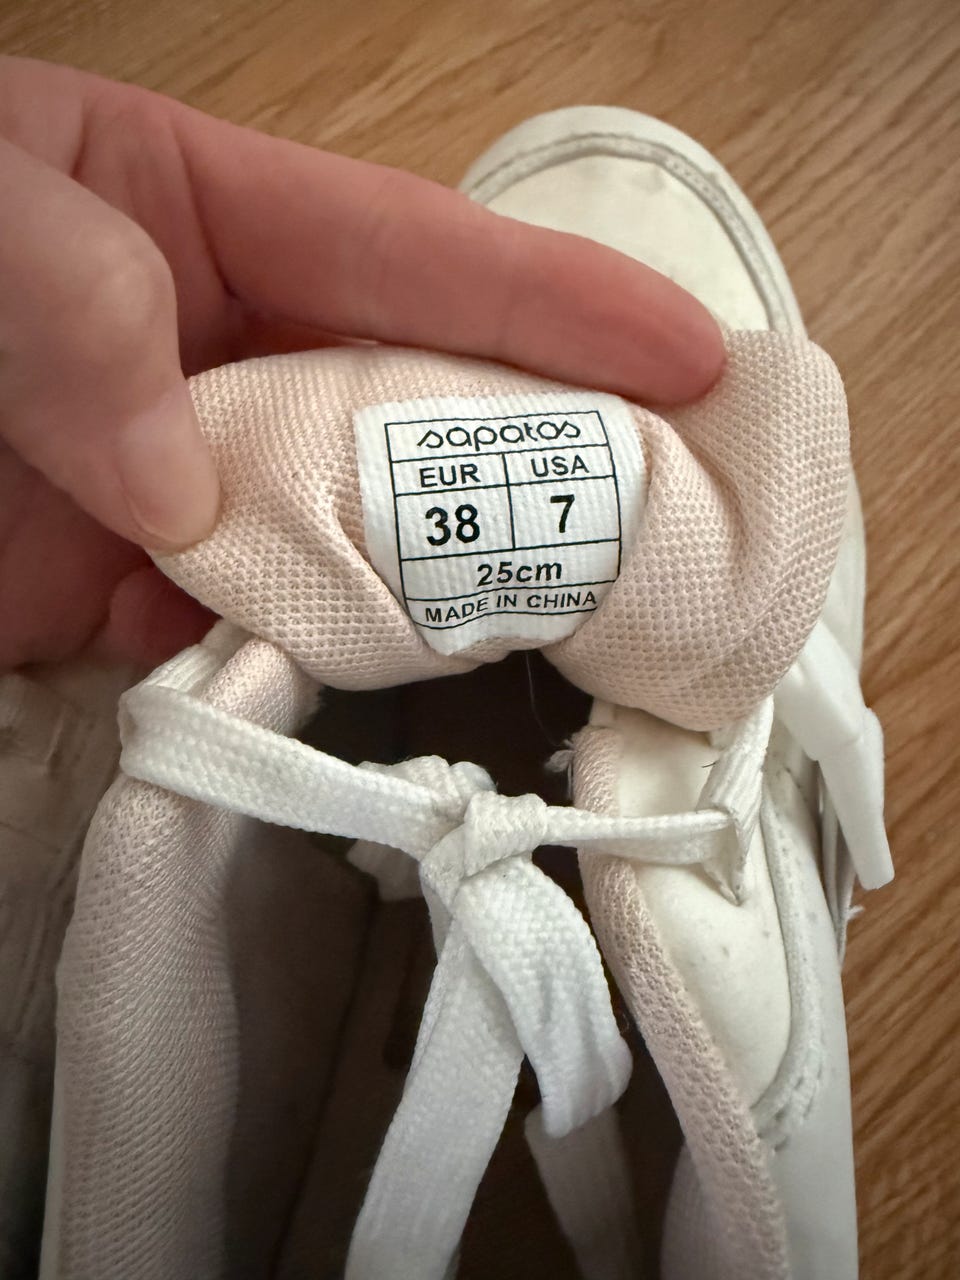 sapatos
EUR USA
38 7
25cm
MADE IN CHINA